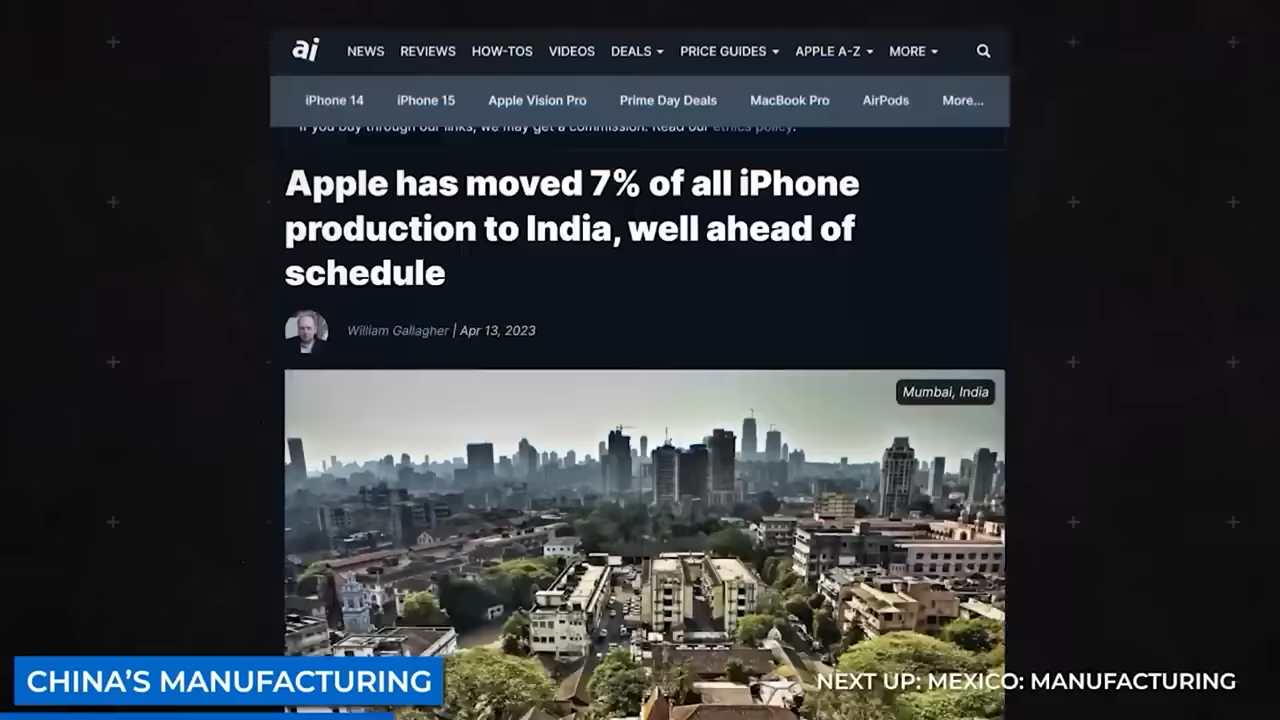 ai NEWS REVIEWS HOW-TOS VIDEOS DEALS PRICE GUIDES APPLE A-Z MORE
iPhone 14 iPhone 15 Apple Vision Pro Prime Day Deals MacBook Pro AirPods More...
If you buy through our links, we may get a commission. Read our ethics policy.
Apple has moved 7% of all iPhone
production to India, well ahead of
schedule
William Gallagher | Apr 13, 2023
Mumbai, India
CHINA'S MANUFACTURING
NEXT UP: MEXICO: MANUFACTURING